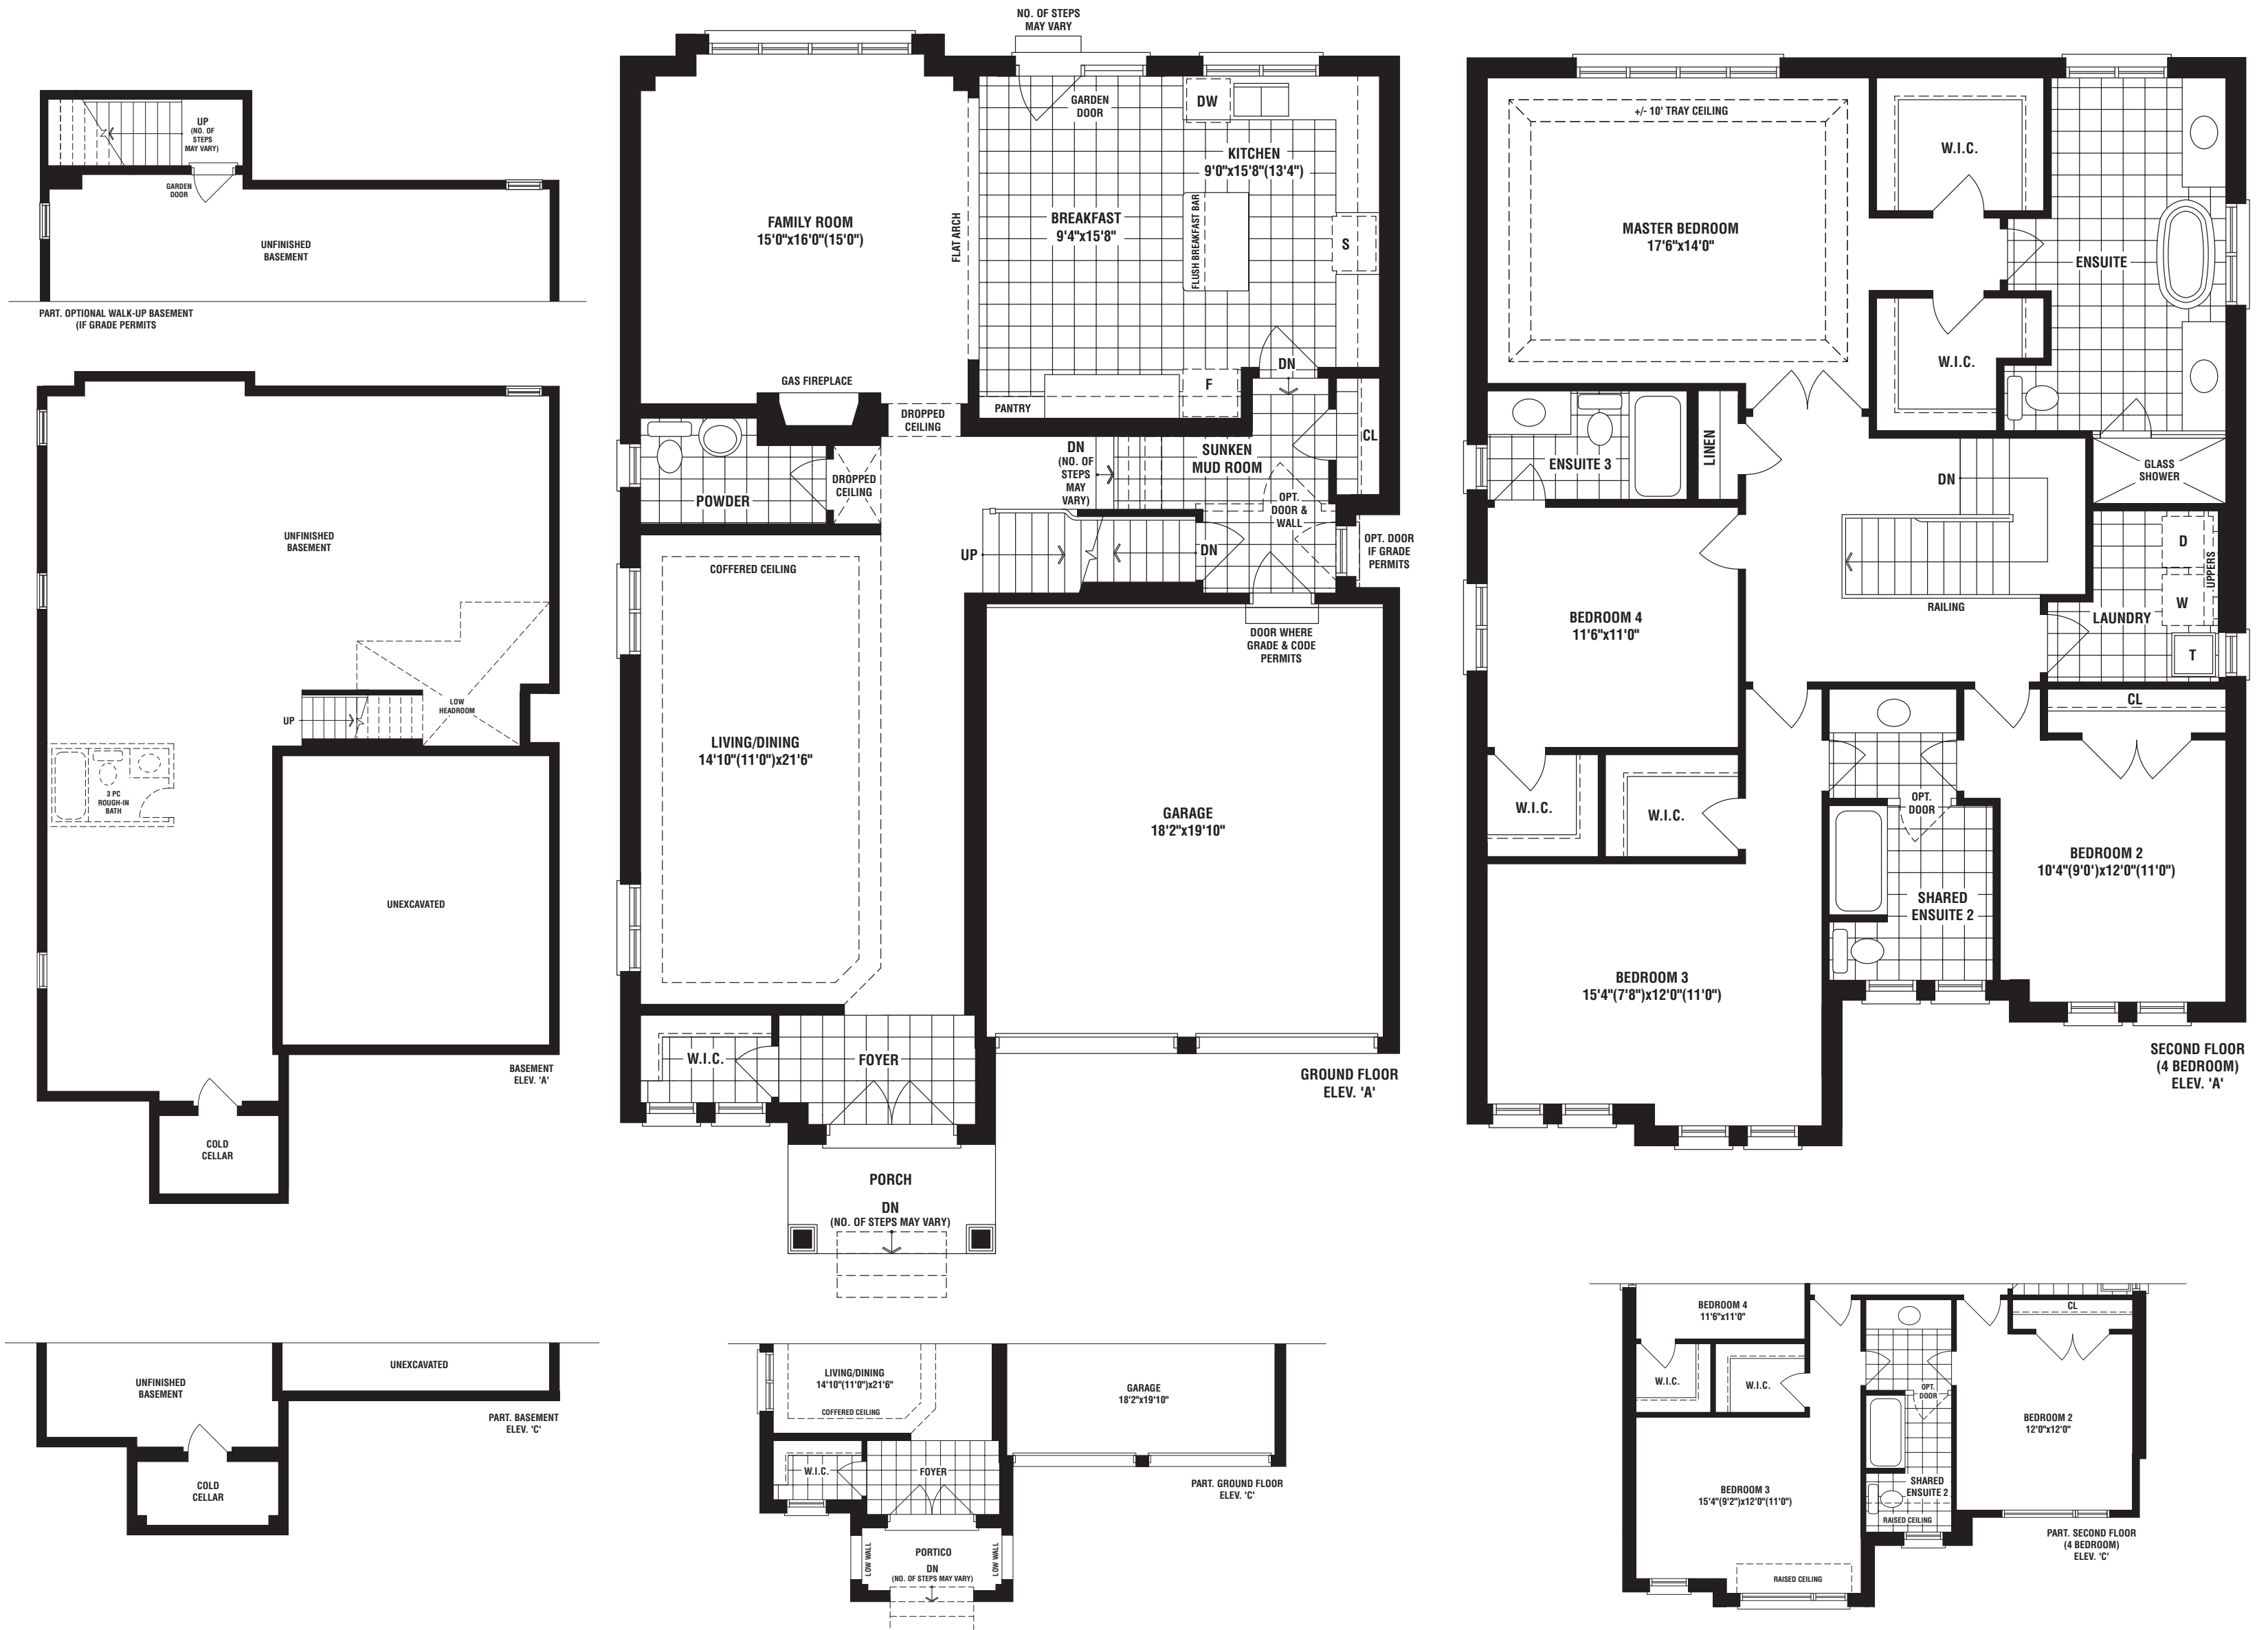 UP
(NO. OF
STEPS
MAY VARY)
GARDEN
DOOR
UNFINISHED
BASEMENT
PART. OPTIONAL WALK-UP BASEMENT
(IF GRADE PERMITS
UNFINISHED
BASEMENT
LOW
HEADROOM
UP
3 PC
ROUGH-IN
BATH
UNEXCAVATED
BASEMENT
ELEV. 'A'
COLD
CELLAR
UNFINISHED
BASEMENT
UNEXCAVATED
COLD
CELLAR
PART. BASEMENT
ELEV. 'C'
NO. OF STEPS
MAY VARY
GARDEN
DOOR
DW
KITCHEN
9'0"x15'8"(13'4")
FAMILY ROOM
15'0"x16'0"(15'0")
FLAT ARCH
BREAKFAST
9'4"x15'8"
FLUSH BREAKFAST BAR
S
GAS FIREPLACE
DROPPED
CEILING
PANTRY
F
DN
CL
POWDER
DROPPED
CEILING
DN
(NO. OF
STEPS
MAY
VARY)
SUNKEN
MUD ROOM
OPT.
DOOR &
WALL
UP
DN
OPT. DOOR
IF GRADE
PERMITS
COFFERED CEILING
DOOR WHERE
GRADE & CODE
PERMITS
LIVING/DINING
14'10"(11'0")x21'6"
GARAGE
18'2"x19'10"
W.I.C.
FOYER
GROUND FLOOR
ELEV. 'A'
PORCH
DN
(NO. OF STEPS MAY VARY)
LIVING/DINING
14'10"(11'0")x21'6"
COFFERED CEILING
GARAGE
18'2"x19'10"
W.I.C.
FOYER
PART. GROUND FLOOR
ELEV. 'C'
LOW WALL
PORTICO
DN
(NO. OF STEPS MAY VARY)
LOW WALL
+/- 10' TRAY CEILING
W.I.C.
MASTER BEDROOM
17'6"x14'0"
ENSUITE
W.I.C.
ENSUITE 3
LINEN
DN
GLASS
SHOWER
D
UPPERS
W
LAUNDRY
T
RAILING
BEDROOM 4
11'6"x11'0"
CL
W.I.C.
W.I.C.
OPT.
DOOR
BEDROOM 2
10'4"(9'0')x12'0"(11'0")
SHARED
ENSUITE 2
BEDROOM 3
15'4"(7'8")x12'0"(11'0")
SECOND FLOOR
(4 BEDROOM)
ELEV. 'A'
BEDROOM 4
11'6"x11'0"
CL
W.I.C.
W.I.C.
OPT.
DOOR
BEDROOM 2
12'0"x12'0"
SHARED
ENSUITE 2
BEDROOM 3
15'4"(9'2")x12'0"(11'0")
RAISED CEILING
RAISED CEILING
PART. SECOND FLOOR
(4 BEDROOM)
ELEV. 'C'